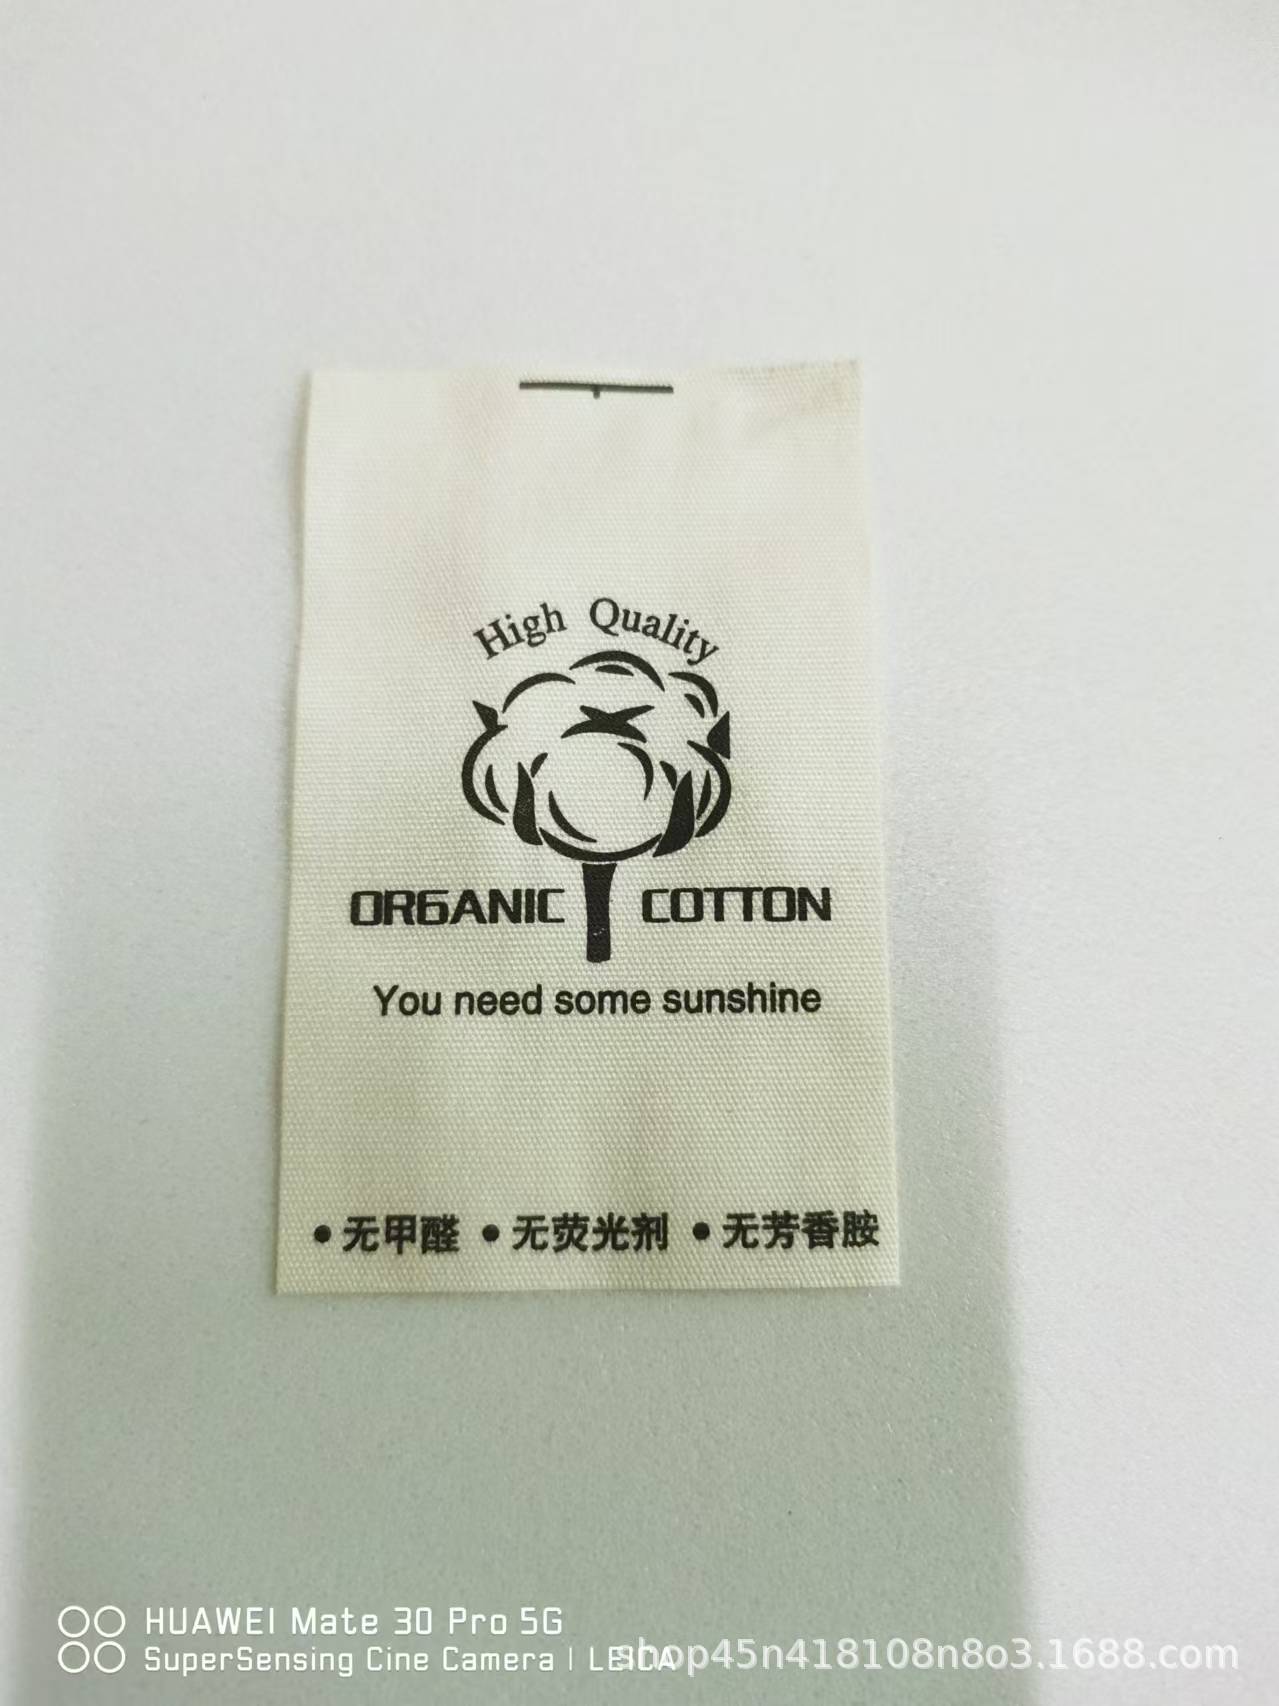 High Quality
ORGANIC COTTON
You need some sunshine
• 无甲醛 • 无荧光剂 • 无芳香胺
HUAWEI Mate 30 Pro 5G
SuperSensing Cine Camera | LEICA
shop45n418108n8o3.1688.com